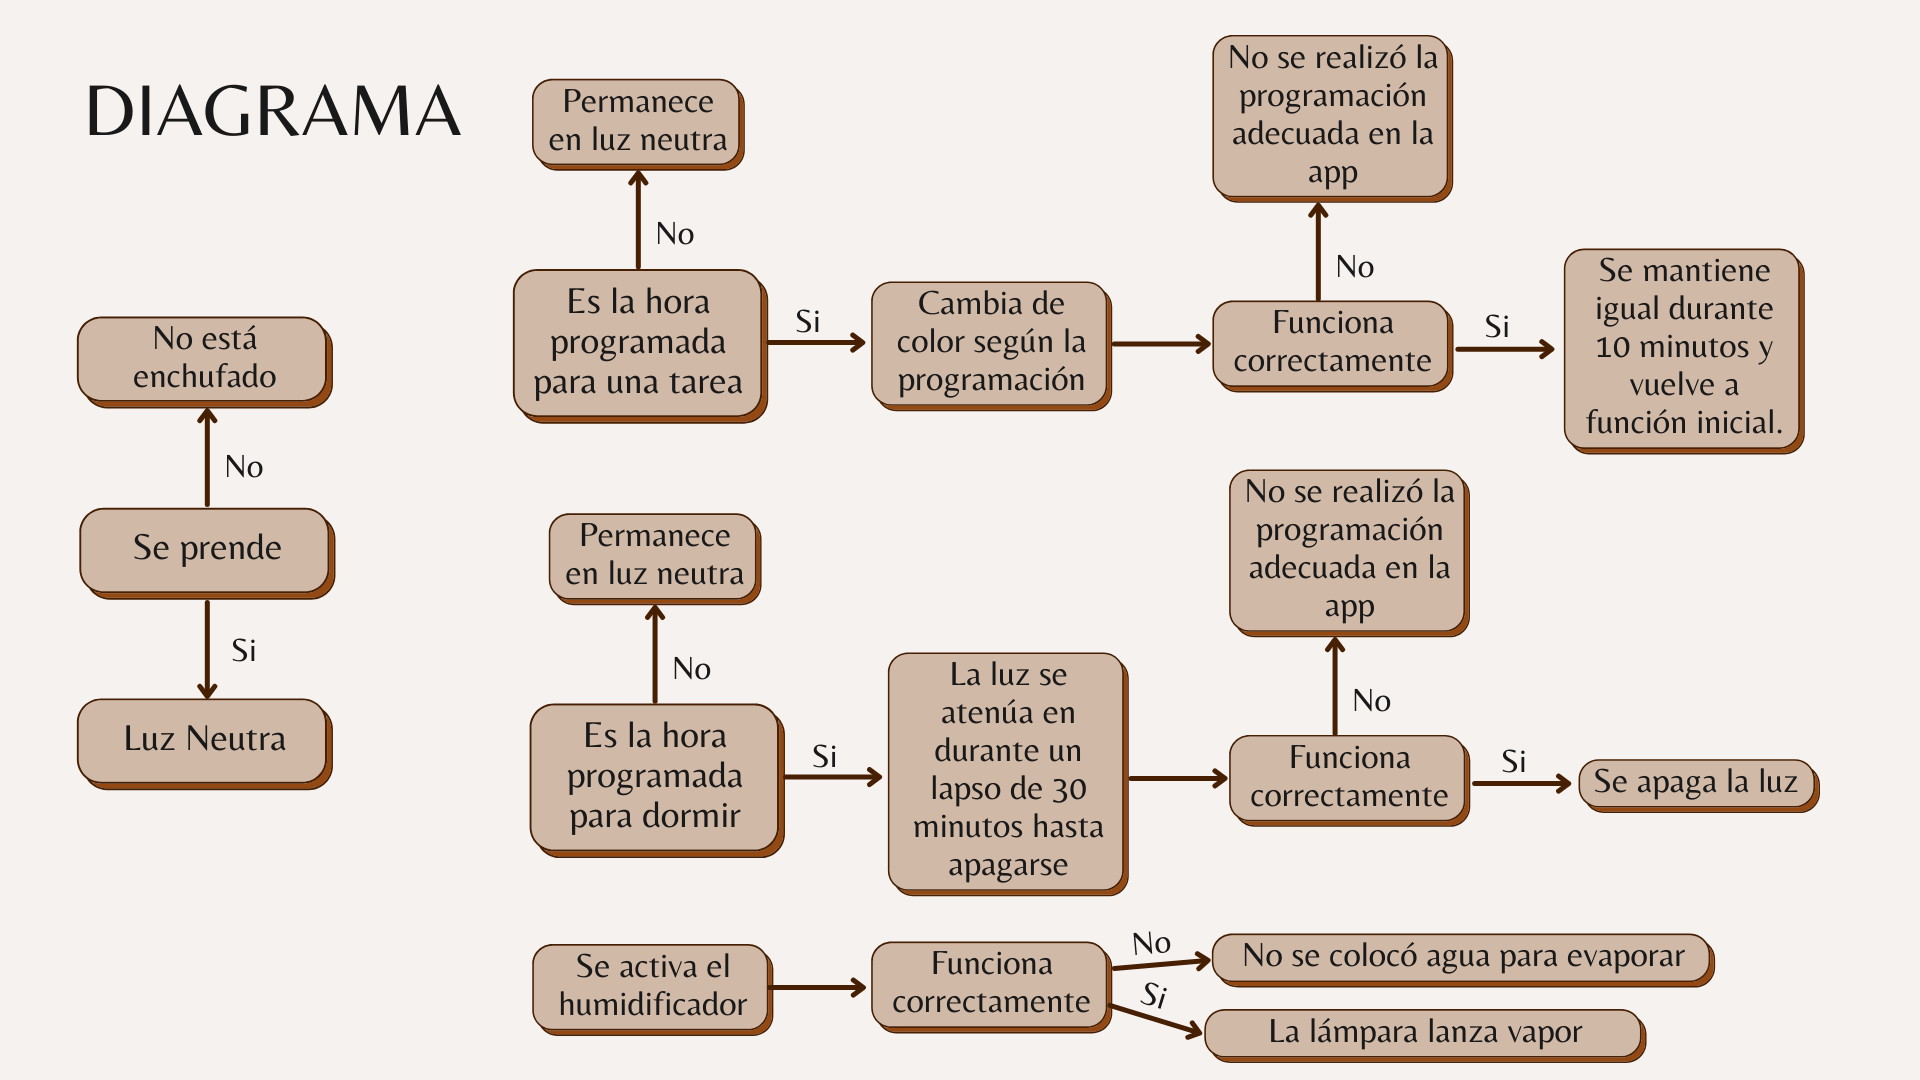 DIAGRAMA
No está
enchufado
No
Se prende
Si
Luz Neutra
Permanece
en luz neutra
No
Es la hora
programada
para una tarea
Si
Cambia de
color según la
programación
No se realizó la
programación
adecuada en la
app
No
Funciona
correctamente
Si
Se mantiene
igual durante
10 minutos y
vuelve a
función inicial.
Permanece
en luz neutra
No
Es la hora
programada
para dormir
Si
La luz se
atenúa en
durante un
lapso de 30
minutos hasta
apagarse
No se realizó la
programación
adecuada en la
app
No
Funciona
correctamente
Si
Se apaga la luz
Se activa el
humidificador
Funciona
correctamente
No
No se colocó agua para evaporar
Si
La lámpara lanza vapor